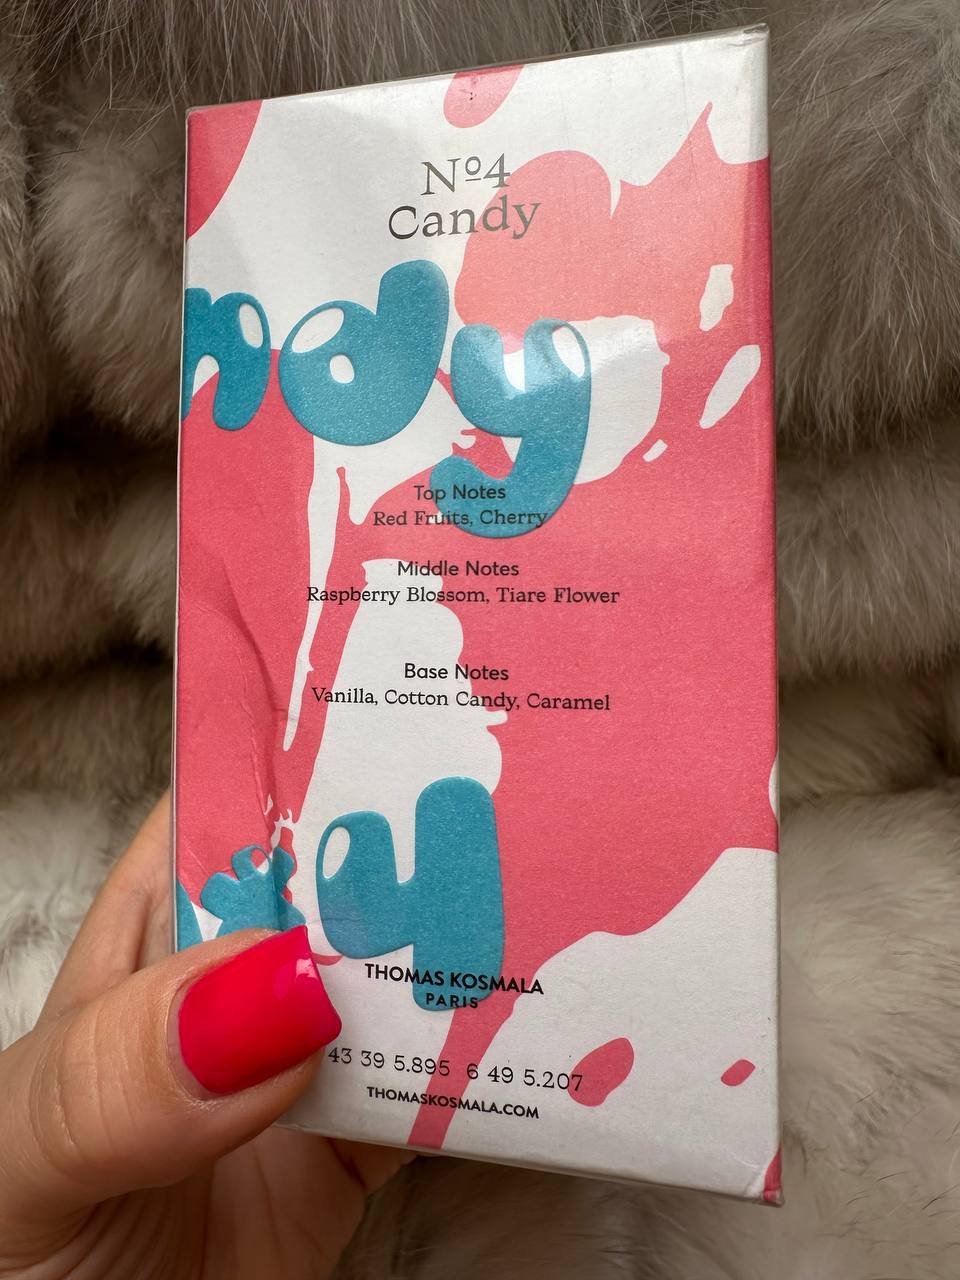 Nº4
Candy
ndy
Top Notes
Red Fruits, Cherry
Middle Notes
Raspberry Blossom, Tiare Flower
Base Notes
Vanilla, Cotton Candy, Caramel
4
THOMAS KOSMALA
PARIS
43 39 5.895 6 49 5.207
THOMASKOSMALA.COM